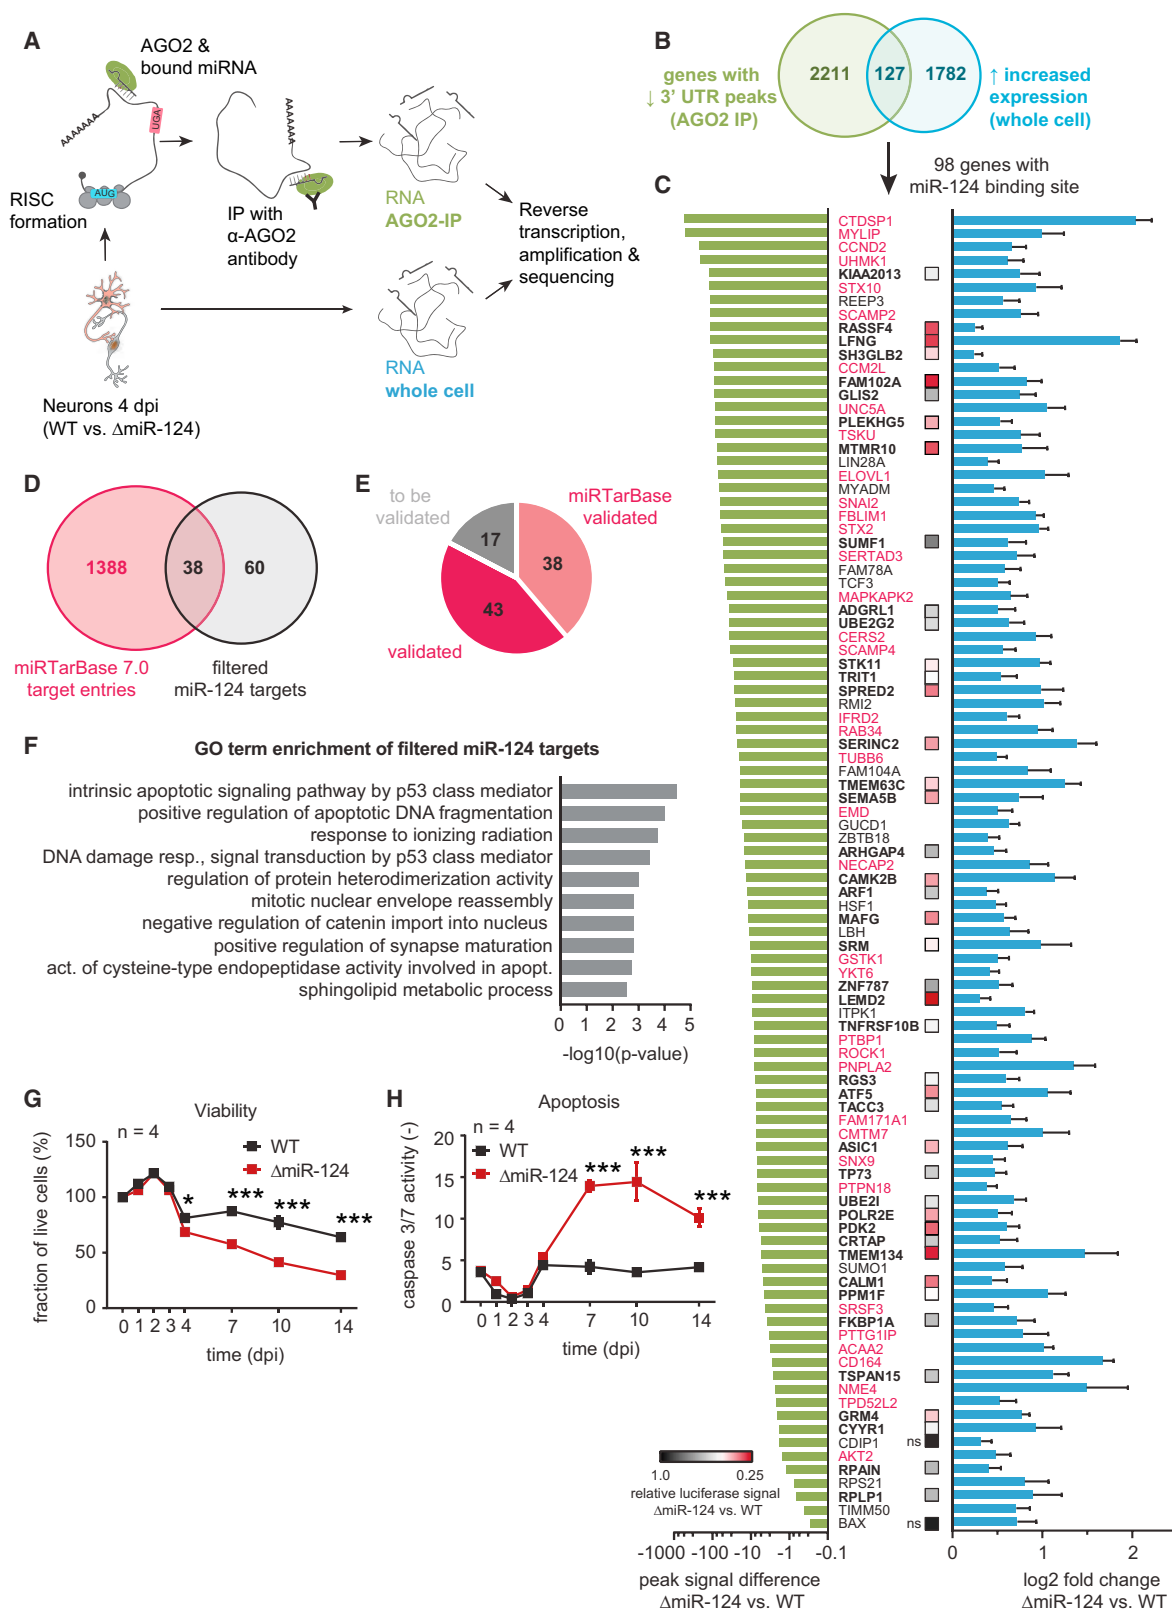 A
AGO2 &
bound miRNA
AAAAAAA
UGA
AUG
RISC
formation
AAAAAA
IP with
α-AGO2
antibody
RNA
AGO2-IP
Reverse
transcription,
amplification &
sequencing
RNA
whole cell
Neurons 4 dpi
(WT vs. ΔmiR-124)
B
genes with
↓ 3' UTR peaks
(AGO2 IP)
2211
127
1782
↑ increased
expression
(whole cell)
98 genes with
miR-124 binding site
C
CTDSP1
MYLIP
CCND2
UHMK1
KIAA2013
STX10
REEP3
SCAMP2
RASSF4
LFNG
SH3GLB2
CCM2L
FAM102A
GLIS2
UNC5A
PLEKHG5
TSKU
MTMR10
LIN28A
ELOVL1
MYADM
SNAI2
FBLIM1
STX2
SUMF1
SERTAD3
FAM78A
TCF3
MAPKAPK2
ADGRL1
UBE2G2
CERS2
SCAMP4
STK11
TRIT1
SPRED2
RMI2
IFRD2
RAB34
SERINC2
TUBB6
FAM104A
TMEM63C
SEMA5B
EMD
GUCD1
ZBTB18
ARHGAP4
NECAP2
CAMK2B
ARF1
HSF1
MAFG
LBH
SRM
GSTK1
YKT6
ZNF787
LEMD2
ITPK1
TNFRSF10B
PTBP1
ROCK1
PNPLA2
RGS3
ATF5
TACC3
FAM171A1
CMTM7
ASIC1
SNX9
TP73
PTPN18
UBE2I
POLR2E
PDK2
CRTAP
TMEM134
SUMO1
CALM1
PPM1F
SRSF3
FKBP1A
PTTG1IP
ACAA2
CD164
TSPAN15
NME4
TPD52L2
GRM4
CYYR1
CDIP1 ns
AKT2
RPAIN
RPS21
RPLP1
TIMM50
BAX ns
1.0 0.25
relative luciferase signal
ΔmiR-124 vs. WT
-1000 -100 -10 -1 -0.1
peak signal difference
ΔmiR-124 vs. WT
0 1 2
log2 fold change
ΔmiR-124 vs. WT
D
1388
38
60
miRTarBase 7.0
target entries
filtered
miR-124 targets
E
to be
validated
miRTarBase
validated
17
38
43
validated
F
GO term enrichment of filtered miR-124 targets
intrinsic apoptotic signaling pathway by p53 class mediator
positive regulation of apoptotic DNA fragmentation
response to ionizing radiation
DNA damage resp., signal transduction by p53 class mediator
regulation of protein heterodimerization activity
mitotic nuclear envelope reassembly
negative regulation of catenin import into nucleus
positive regulation of synapse maturation
act. of cysteine-type endopeptidase activity involved in apopt.
sphingolipid metabolic process
0 1 2 3 4 5
-log10(p-value)
G
Viability
n = 4
WT
ΔmiR-124
fraction of live cells (%)
150
100
50
0
* *** *** ***
0 1 2 3 4 7 10 14
time (dpi)
H
Apoptosis
n = 4
WT
ΔmiR-124
caspase 3/7 activity (-)
20
15
10
5
0
*** *** ***
0 1 2 3 4 7 10 14
time (dpi)